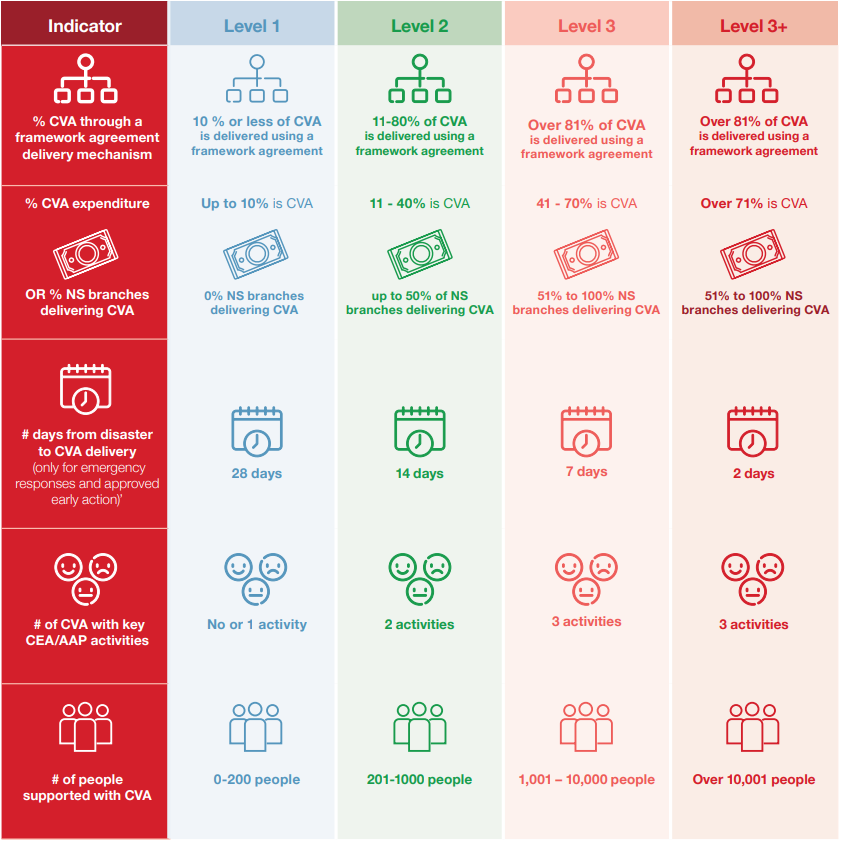 Indicator
Level 1
Level 2
Level 3
Level 3+
% CVA through a
framework agreement
delivery mechanism
10 % or less of CVA
is delivered using a
framework agreement
11-80% of CVA
is delivered using a
framework agreement
Over 81% of CVA
is delivered using a
framework agreement
Over 81% of CVA
is delivered using a
framework agreement
% CVA expenditure
OR % NS branches
delivering CVA
Up to 10% is CVA
0% NS branches
delivering CVA
11 - 40% is CVA
up to 50% of NS
branches delivering CVA
41 - 70% is CVA
51% to 100% NS
branches delivering CVA
Over 71% is CVA
51% to 100% NS
branches delivering CVA
# days from disaster
to CVA delivery
(only for emergency
responses and approved
early action)¹
28 days
14 days
7 days
2 days
# of CVA with key
CEA/AAP activities
No or 1 activity
2 activities
3 activities
3 activities
# of people
supported with CVA
0-200 people
201-1000 people
1,001 – 10,000 people
Over 10,001 people